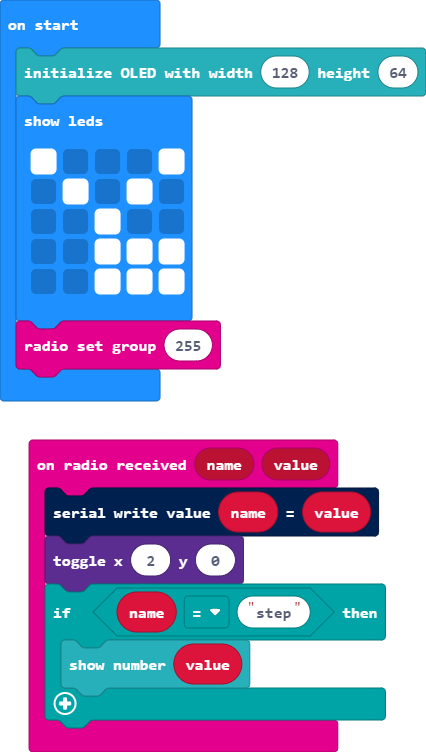 on start
initialize OLED with width 128 height 64
show leds
radio set group 255
on radio received name value
serial write value name = value
toggle x 2 y 0
if name = "step" then
show number value